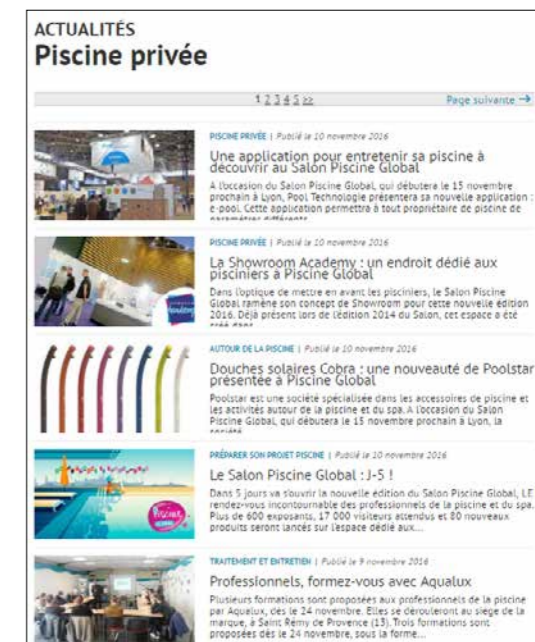 ACTUALITÉS
Piscine privée
1 2 3 4 5 >>
Page suivante →
PISCINE PRIVÉE | Publié le 10 novembre 2016
Une application pour entretenir sa piscine à
découvrir au Salon Piscine Global
A l'occasion du Salon Piscine Global, qui débutera le 15 novembre
prochain à Lyon, Pool Technologie présentera sa nouvelle application :
e-pool. Cette application permettra à tout propriétaire de piscine de
paramètres différents
PISCINE PRIVÉE | Publié le 10 novembre 2016
La Showroom Academy : un endroit dédié aux
pisciniers à Piscine Global
Dans l'optique de mettre en avant les pisciniers, le Salon Piscine
Global ramène son concept de Showroom pour cette nouvelle édition
2016. Déjà présent lors de l'édition 2014 du Salon, cet espace a été
créé dans
AUTOUR DE LA PISCINE | Publié le 10 novembre 2016
Douches solaires Cobra : une nouveauté de Poolstar
présentée à Piscine Global
Poolstar est une société spécialisée dans les accessoires de piscine et
les activités autour de la piscine et du spa. A l'occasion du Salon
Piscine Global, qui débutera le 15 novembre prochain à Lyon, la
société
PRÉPARER SON PROJET PISCINE | Publié le 10 novembre 2016
Le Salon Piscine Global : J-5 !
Dans 5 jours va s'ouvrir la nouvelle édition du Salon Piscine Global, LE
rendez-vous incontournable des professionnels de la piscine et du spa.
Plus de 600 exposants, 17 000 visiteurs attendus et 80 nouveaux
produits seront lancés sur l'espace dédié aux...
Piscine
GLOBAL
TRAITEMENT ET ENTRETIEN | Publié le 9 novembre 2016
Professionnels, formez-vous avec Aqualux
Plusieurs formations sont proposées aux professionnels de la piscine
par Aqualux, dès le 24 novembre. Elles se dérouleront au siège de la
marque, à Saint Rémy de Provence (13). Trois formations sont
proposées dès le 24 novembre, sous la forme...